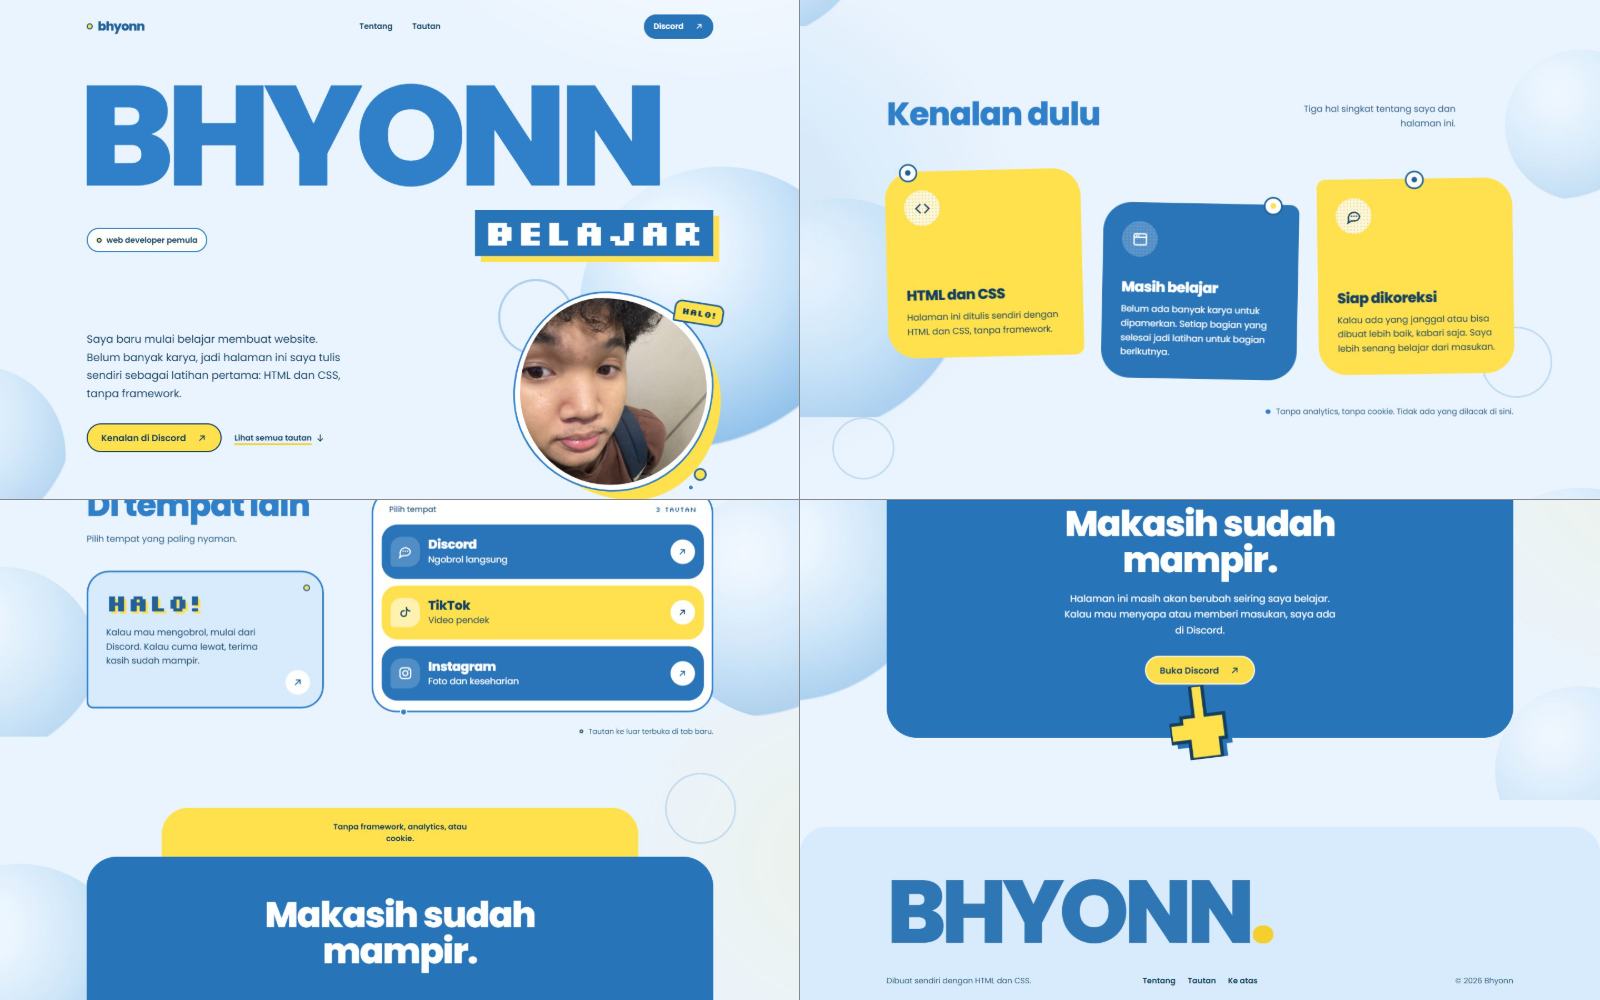 bhyonn
Tentang
Tautan
Discord
BHYONN
web developer pemula
BELAJAR
HALO!
Saya baru mulai belajar membuat website.
Belum banyak karya, jadi halaman ini saya tulis
sendiri sebagai latihan pertama: HTML dan CSS,
tanpa framework.
Kenalan di Discord
Lihat semua tautan
Kenalan dulu
Tiga hal singkat tentang saya dan
halaman ini.
HTML dan CSS
Halaman ini ditulis sendiri dengan
HTML dan CSS, tanpa framework.
Masih belajar
Belum ada banyak karya untuk
dipamerkan. Setiap bagian yang
selesai jadi latihan untuk bagian
berikutnya.
Siap dikoreksi
Kalau ada yang janggal atau bisa
dibuat lebih baik, kabari saja. Saya
lebih senang belajar dari masukan.
Tanpa analytics, tanpa cookie. Tidak ada yang dilacak di sini.
Di tempat lain
Pilih tempat yang paling nyaman.
HALO!
Kalau mau mengobrol, mulai dari
Discord. Kalau cuma lewat, terima
kasih sudah mampir.
Pilih tempat
3 TAUTAN
Discord
Ngobrol langsung
TikTok
Video pendek
Instagram
Foto dan keseharian
Tautan ke luar terbuka di tab baru.
Tanpa framework, analytics, atau
cookie.
Makasih sudah
mampir.
Makasih sudah
mampir.
Halaman ini masih akan berubah seiring saya belajar.
Kalau mau menyapa atau memberi masukan, saya ada
di Discord.
Buka Discord
BHYONN.
Dibuat sendiri dengan HTML dan CSS.
Tentang
Tautan
Ke atas
© 2026 Bhyonn